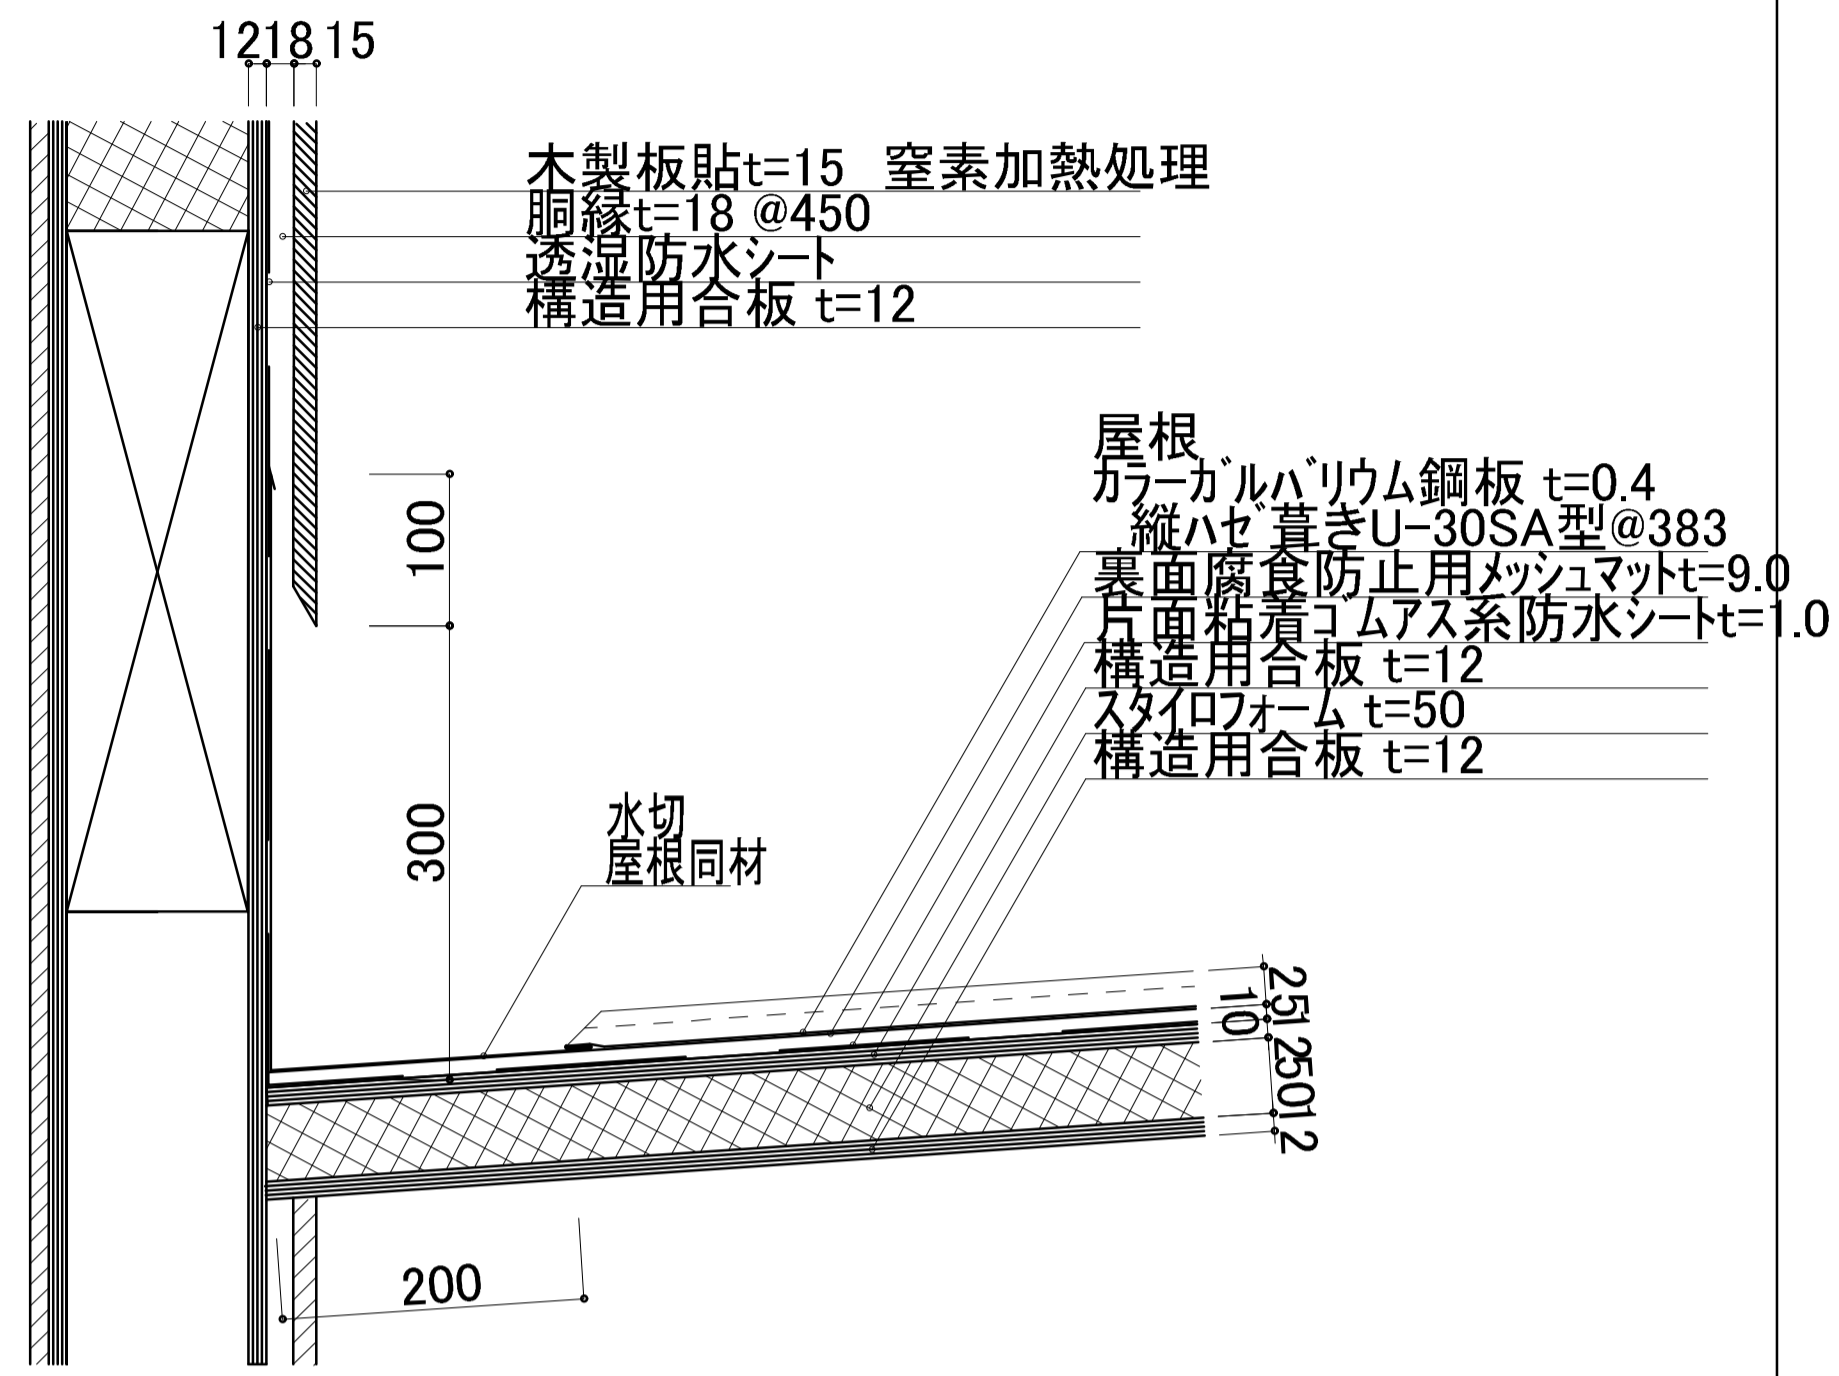 12 18 15
木製板貼t=15 窒素加熱処理
胴縁t=18 @450
透湿防水シート
構造用合板 t=12
屋根
カラーガルバリウム鋼板 t=0.4
縦ハゼ葺きU-30SA型@383
裏面腐食防止用メッシュマットt=9.0
片面粘着ゴムアス系防水シートt=1.0
構造用合板 t=12
スタイロフォーム t=50
構造用合板 t=12
100
300
水切
屋根同材
25
10
12
50
12
200